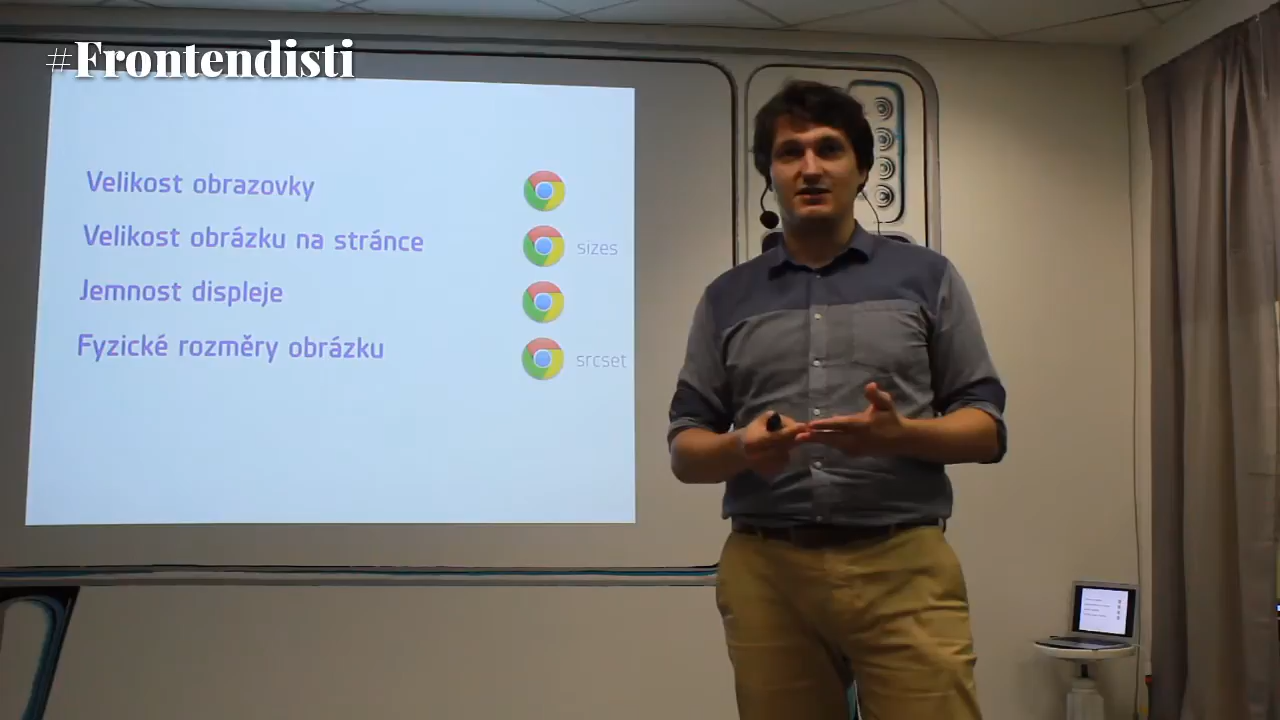 #Frontendisti
Velikost obrazovky
Velikost obrázku na stránce sizes
Jemnost displeje
Fyzické rozměry obrázku srcset